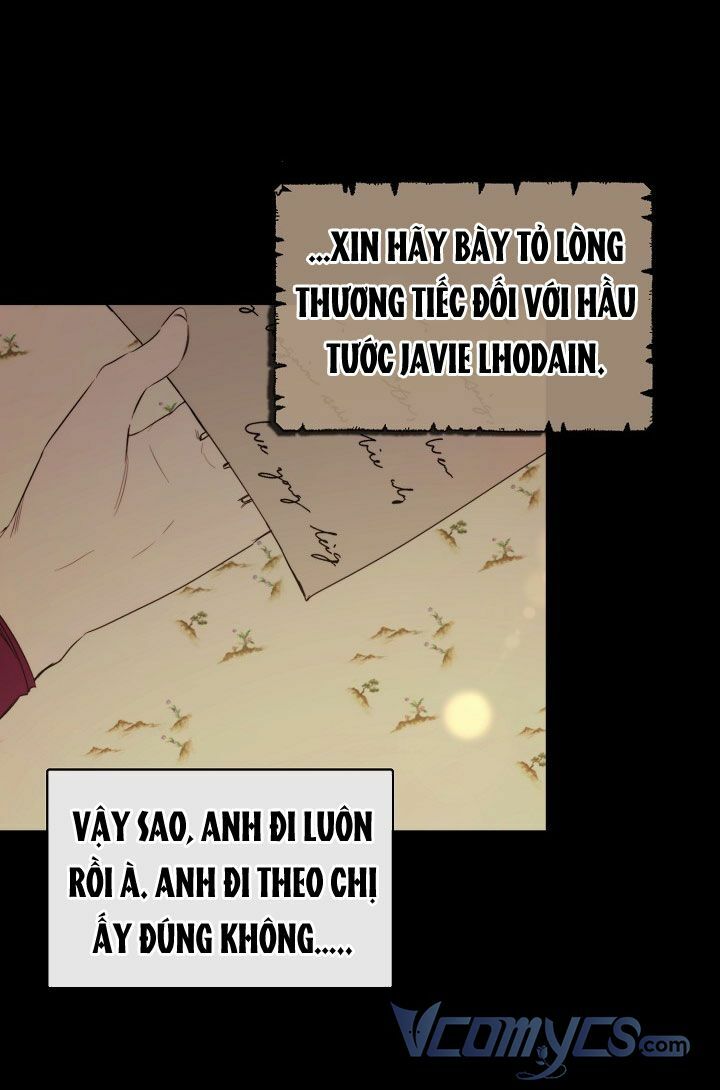 ...XIN HÃY BÀY TỎ LÒNG
THƯƠNG TIẾC ĐỐI VỚI HẦU
TƯỚC JAVIE LHODAIN.
VẬY SAO, ANH ĐI LUÔN
RỒI À. ANH ĐI THEO CHỊ
ẤY ĐÚNG KHÔNG.....
VCOMYCS.com